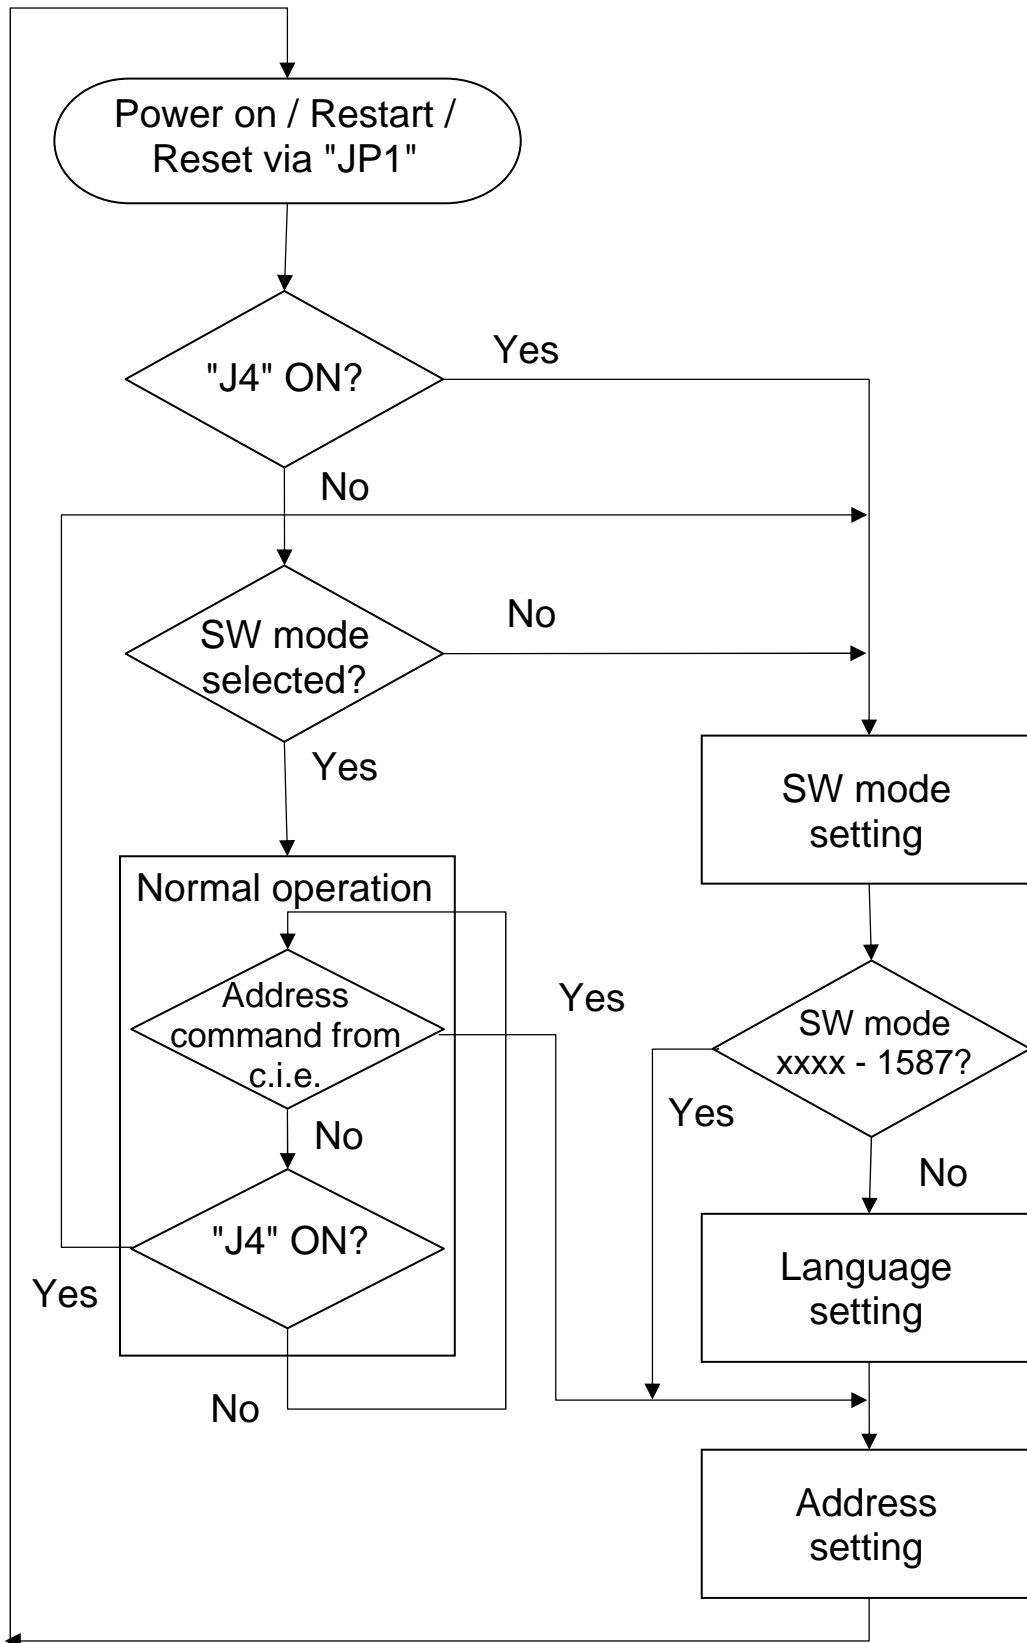 Power on / Restart /
Reset via "JP1"
"J4" ON?
Yes
No
SW mode
selected?
No
Yes
SW mode
setting
Normal operation
Address
command from
c.i.e.
Yes
SW mode
xxxx - 1587?
Yes
No
No
"J4" ON?
Yes
No
Language
setting
Address
setting